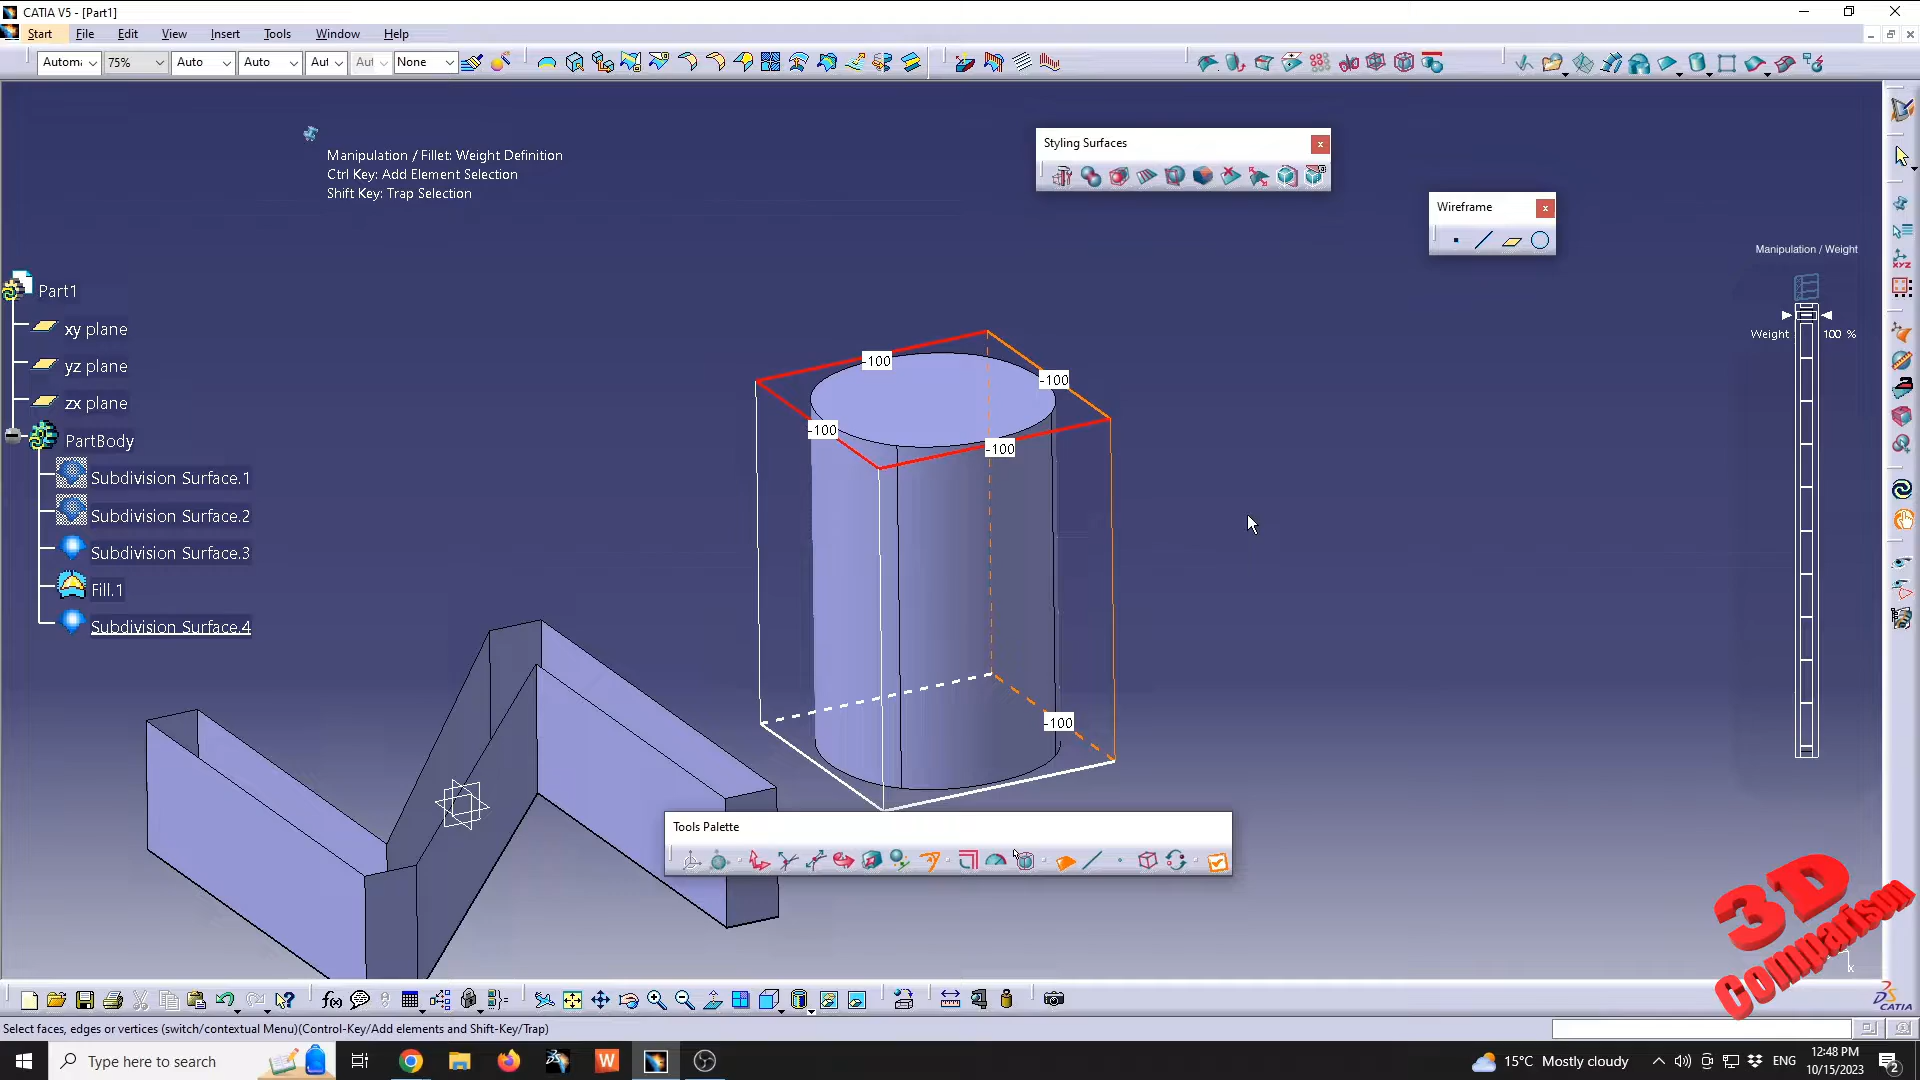 CATIA V5 - [Part1]
Start File Edit View Insert Tools Window Help
Automa 75% Auto Auto Aut Aut None
Manipulation / Fillet: Weight Definition
Ctrl Key: Add Element Selection
Shift Key: Trap Selection
Styling Surfaces
Wireframe
Manipulation / Weight
Weight 100 %
Part1
xy plane
yz plane
zx plane
PartBody
Subdivision Surface.1
Subdivision Surface.2
Subdivision Surface.3
Fill.1
Subdivision Surface.4
-100
-100
-100
-100
-100
Tools Palette
3D
Comparison
x
CATIA
Select faces, edges or vertices (switch/contextual Menu)(Control-Key/Add elements and Shift-Key/Trap)
Type here to search
15°C Mostly cloudy
ENG
12:48 PM
10/15/2023
2